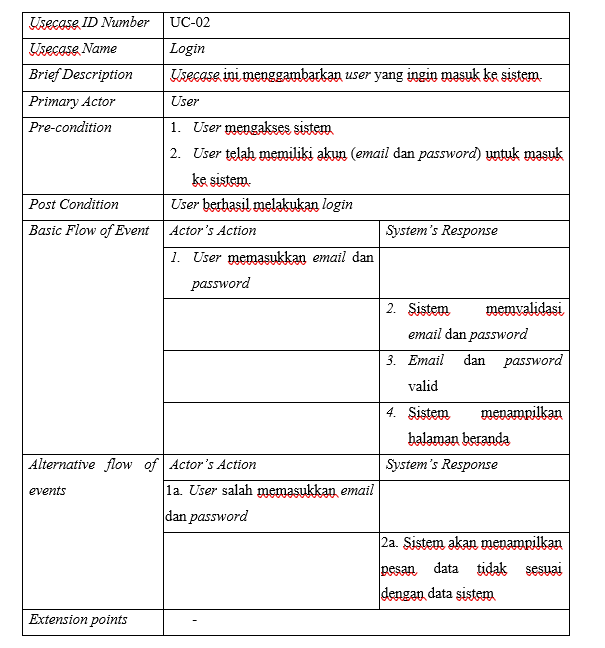 Usecase ID Number UC-02
Usecase Name Login
Brief Description Usecase ini menggambarkan user yang ingin masuk ke sistem.
Primary Actor User
Pre-condition 1. User mengakses sistem
2. User telah memiliki akun (email dan password) untuk masuk
ke sistem.
Post Condition User berhasil melakukan login
Basic Flow of Event Actor's Action System's Response
1. User memasukkan email dan
password
2. Sistem memvalidasi
email dan password
3. Email dan password
valid
4. Sistem menampilkan
halaman beranda
Alternative flow of Actor's Action System's Response
events
1a. User salah memasukkan email
dan password
2a. Sistem akan menampilkan
pesan data tidak sesuai
dengan data sistem
Extension points -